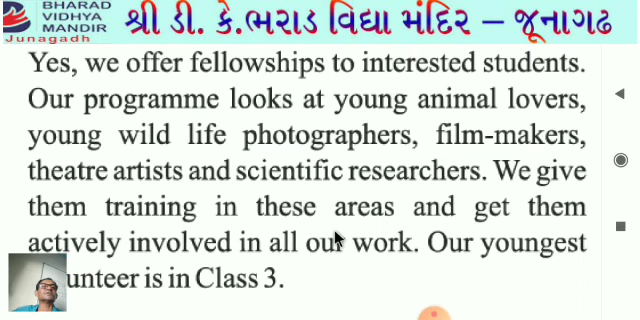 BHARAD
VIDHYA
MANDIR
Junagadh
શ્રી ડી. કે.ભરાડ વિદ્યા મંદિર – જૂનાગઢ
Yes, we offer fellowships to interested students.
Our programme looks at young animal lovers,
young wild life photographers, film-makers,
theatre artists and scientific researchers. We give
them training in these areas and get them
actively involved in all our work. Our youngest
unteer is in Class 3.